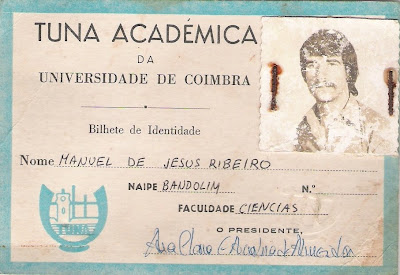 TUNA ACADÉMICA
DA
UNIVERSIDADE DE COIMBRA
Bilhete de Identidade
Nome MANUEL DE JESUS RIBEIRO
NAIPE BANDOLIM N.º
FACULDADE CIENCIAS
O PRESIDENTE,
TUNA